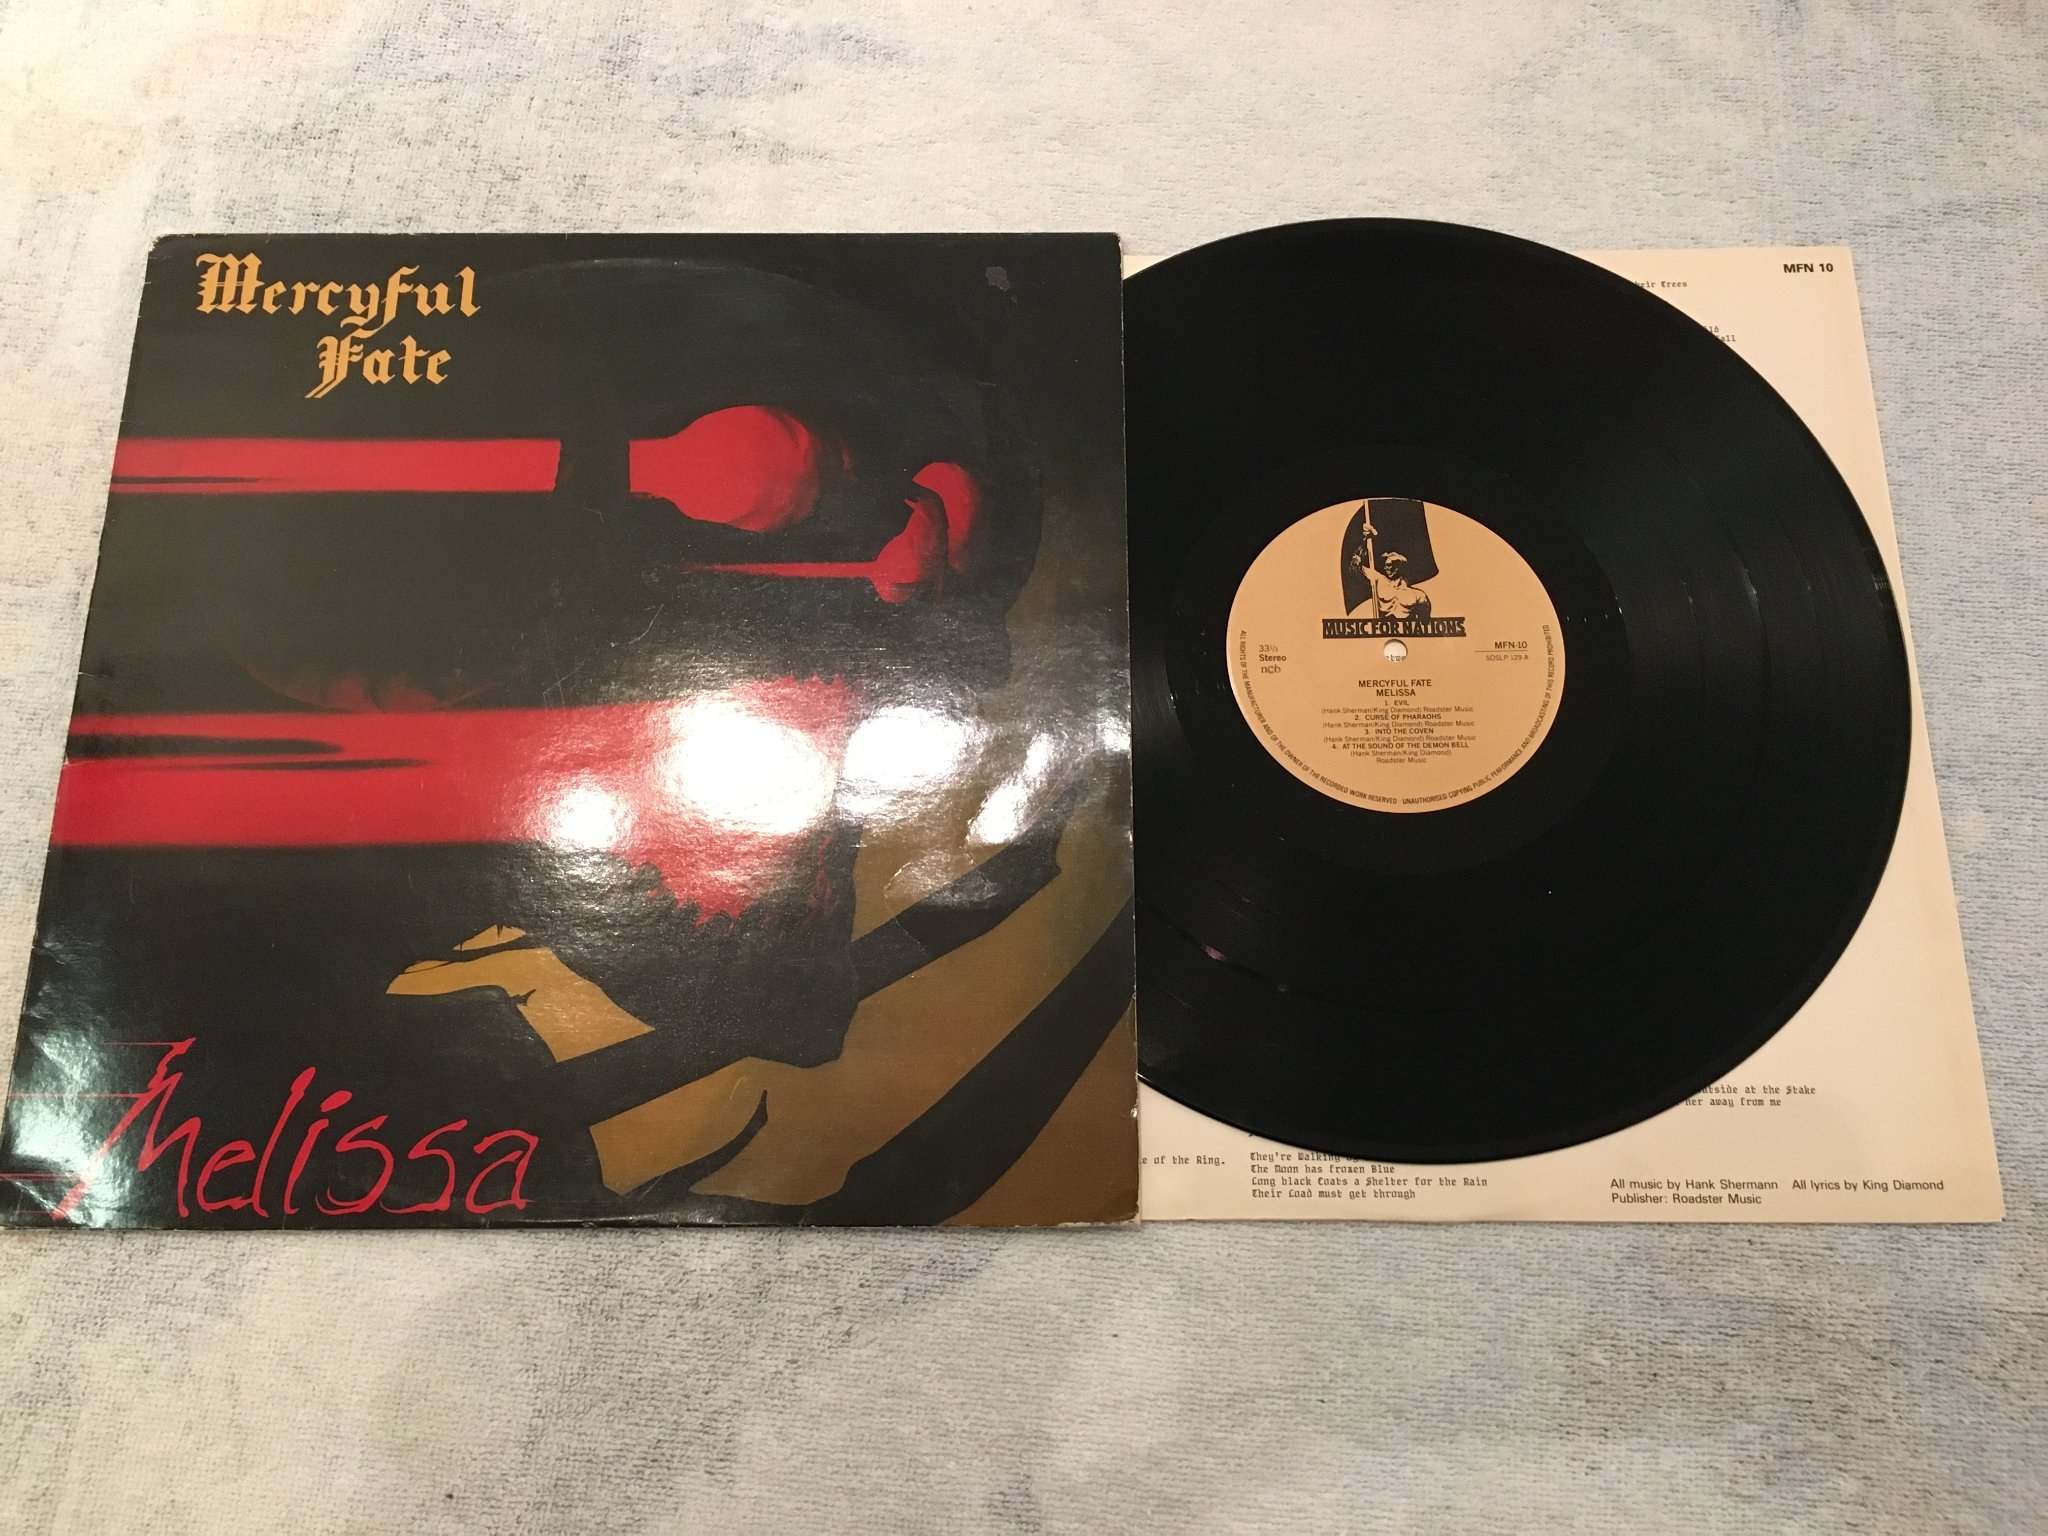 Mercyful
Fate
Melissa
MUSIC FOR NATIONS
33⅓
Stereo
ncb
MFN-10
SOSLP-129 A
MERCYFUL FATE
MELISSA
1. EVIL
(Hank Sherman/King Diamond) Roadster Music
2. CURSE OF PHARAOHS
(Hank Sherman/King Diamond) Roadster Music
3. INTO THE COVEN
(Hank Sherman/King Diamond) Roadster Music
4. AT THE SOUND OF THE DEMON BELL
(Hank Sherman/King Diamond)
Roadster Music
ALL RIGHTS OF THE MANUFACTURER AND OF THE OWNER OF THE RECORDED WORK RESERVED UNAUTHORISED COPYING PUBLIC PERFORMANCE AND BROADCASTING OF THIS RECORD PROHIBITED
MFN 10
Trees
at the Stake
her away from me
of the Ring.
They're Walking
The Moon has frozen Blue
Long black Coats a Shelter for the Rain
Their Load must get through
All music by Hank Shermann All lyrics by King Diamond
Publisher: Roadster Music